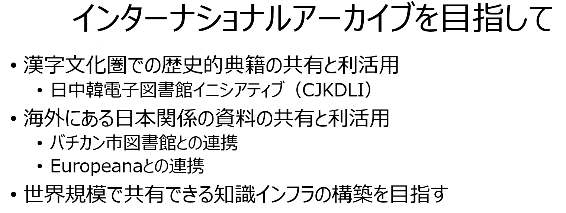 インターナショナルアーカイブを目指して
• 漢字文化圏での歴史的典籍の共有と利活用
• 日中韓電子図書館イニシアティブ（CJKDLI）
• 海外にある日本関係の資料の共有と利活用
• バチカン市図書館との連携
• Europeanaとの連携
• 世界規模で共有できる知識インフラの構築を目指す